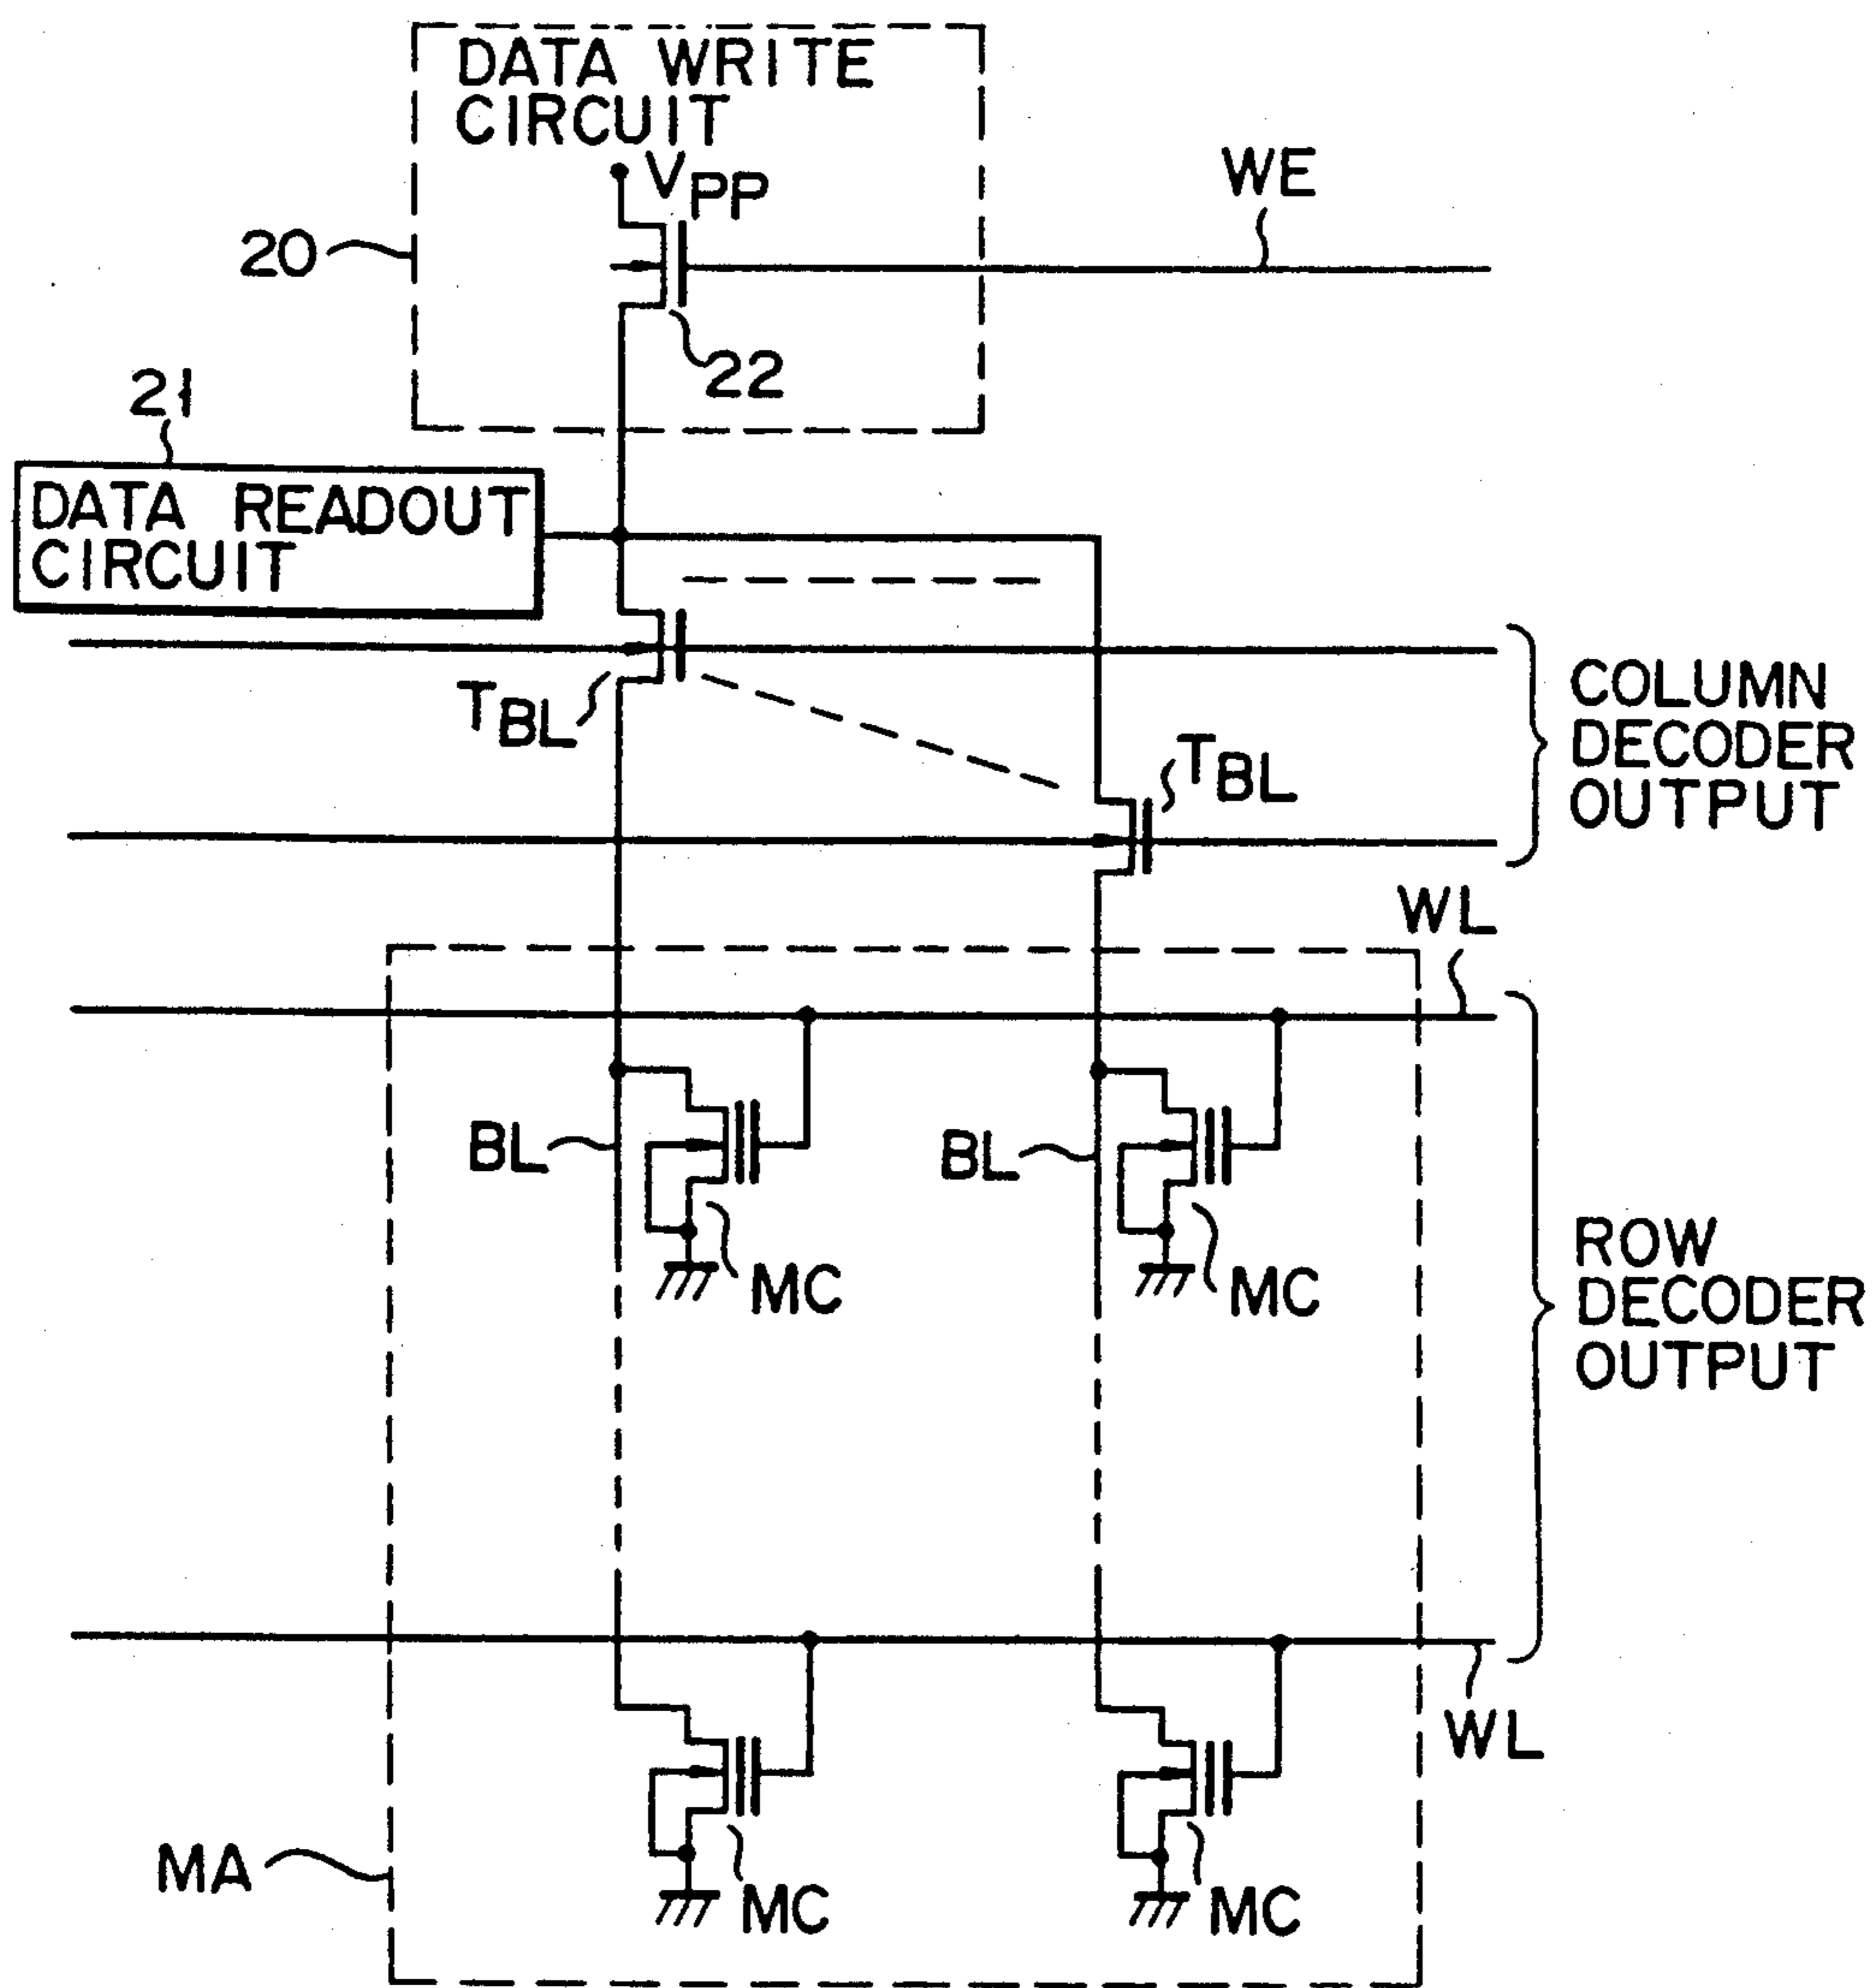 DATA WRITE
CIRCUIT
VPP
WE
20
22
21
DATA READOUT
CIRCUIT
TBL
TBL
COLUMN
DECODER
OUTPUT
WL
BL
BL
MC
MC
ROW
DECODER
OUTPUT
WL
MA
MC
MC